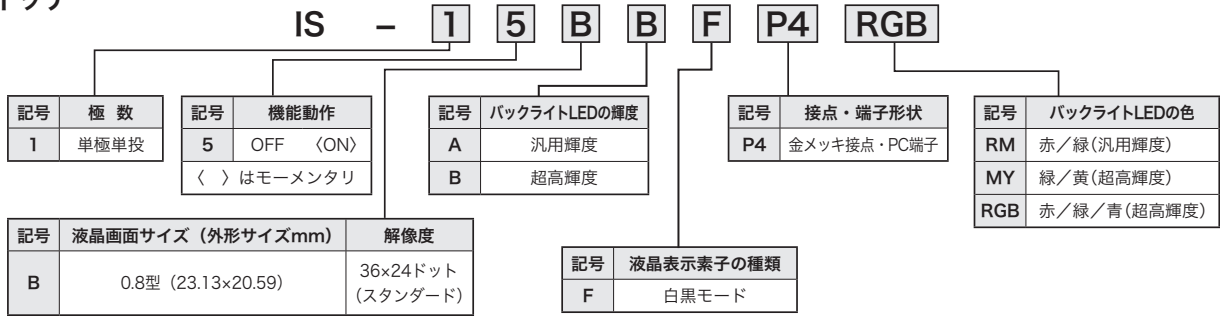 IS － 1 5 B B F P4 RGB
記号 極 数
1 単極単投
記号 機能動作
5 OFF 〈ON〉
〈 〉はモーメンタリ
記号 バックライトLEDの輝度
A 汎用輝度
B 超高輝度
記号 接点・端子形状
P4 金メッキ接点・PC端子
記号 バックライトLEDの色
RM 赤／緑(汎用輝度)
MY 緑／黄(超高輝度)
RGB 赤／緑／青(超高輝度)
記号 液晶画面サイズ（外形サイズmm） 解像度
B 0.8型（23.13×20.59） 36×24ドット
(スタンダード)
記号 液晶表示素子の種類
F 白黒モード